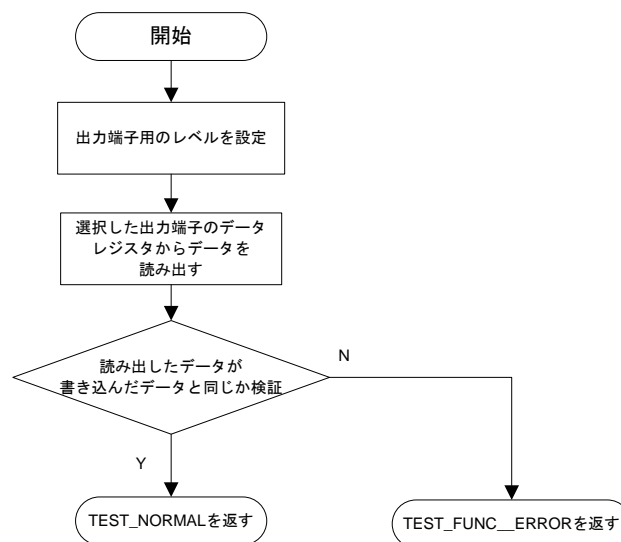 開始
出力端子用のレベルを設定
選択した出力端子のデータ
レジスタからデータを
読み出す
読み出したデータが
書き込んだデータと同じか検証
N
Y
TEST_NORMALを返す
TEST_FUNC__ERRORを返す